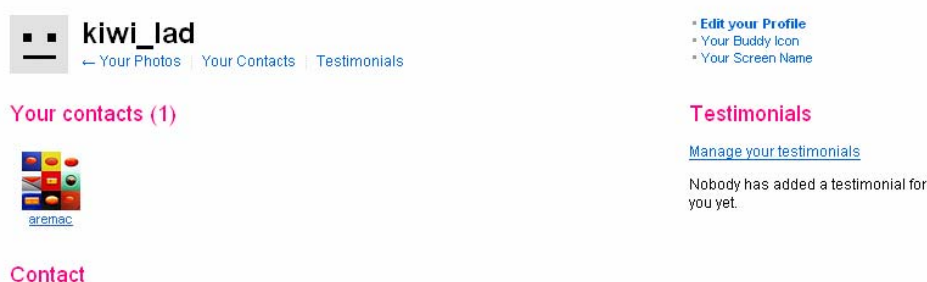 kiwi_lad
← Your Photos | Your Contacts | Testimonials
Edit your Profile
Your Buddy Icon
Your Screen Name
Your contacts (1)
aremac
Contact
Testimonials
Manage your testimonials
Nobody has added a testimonial for
you yet.